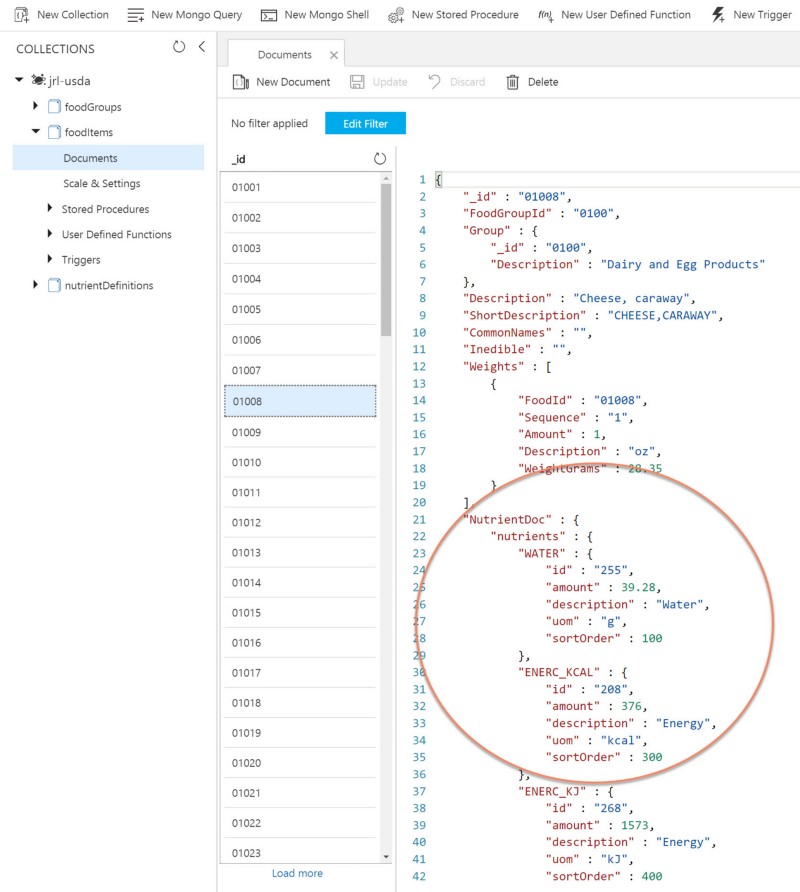 New Collection New Mongo Query New Mongo Shell New Stored Procedure New User Defined Function New Trigger
COLLECTIONS
jrl-usda
foodGroups
foodItems
Documents
Scale & Settings
Stored Procedures
User Defined Functions
Triggers
nutrientDefinitions
Documents
New Document Update Discard Delete
No filter applied Edit Filter
_id
01001
01002
01003
01004
01005
01006
01007
01008
01009
01010
01011
01012
01013
01014
01015
01016
01017
01018
01019
01020
01021
01022
01023
Load more
1 {
2 "_id" : "01008",
3 "FoodGroupId" : "0100",
4 "Group" : {
5 "_id" : "0100",
6 "Description" : "Dairy and Egg Products"
7 },
8 "Description" : "Cheese, caraway",
9 "ShortDescription" : "CHEESE,CARAWAY",
10 "CommonNames" : "",
11 "Inedible" : "",
12 "Weights" : [
13 {
14 "FoodId" : "01008",
15 "Sequence" : "1",
16 "Amount" : 1,
17 "Description" : "oz",
18 "WeightGrams" : 28.35
19 }
20 ],
21 "NutrientDoc" : {
22 "nutrients" : {
23 "WATER" : {
24 "id" : "255",
25 "amount" : 39.28,
26 "description" : "Water",
27 "uom" : "g",
28 "sortOrder" : 100
29 },
30 "ENERC_KCAL" : {
31 "id" : "208",
32 "amount" : 376,
33 "description" : "Energy",
34 "uom" : "kcal",
35 "sortOrder" : 300
36 },
37 "ENERC_KJ" : {
38 "id" : "268",
39 "amount" : 1573,
40 "description" : "Energy",
41 "uom" : "kJ",
42 "sortOrder" : 400